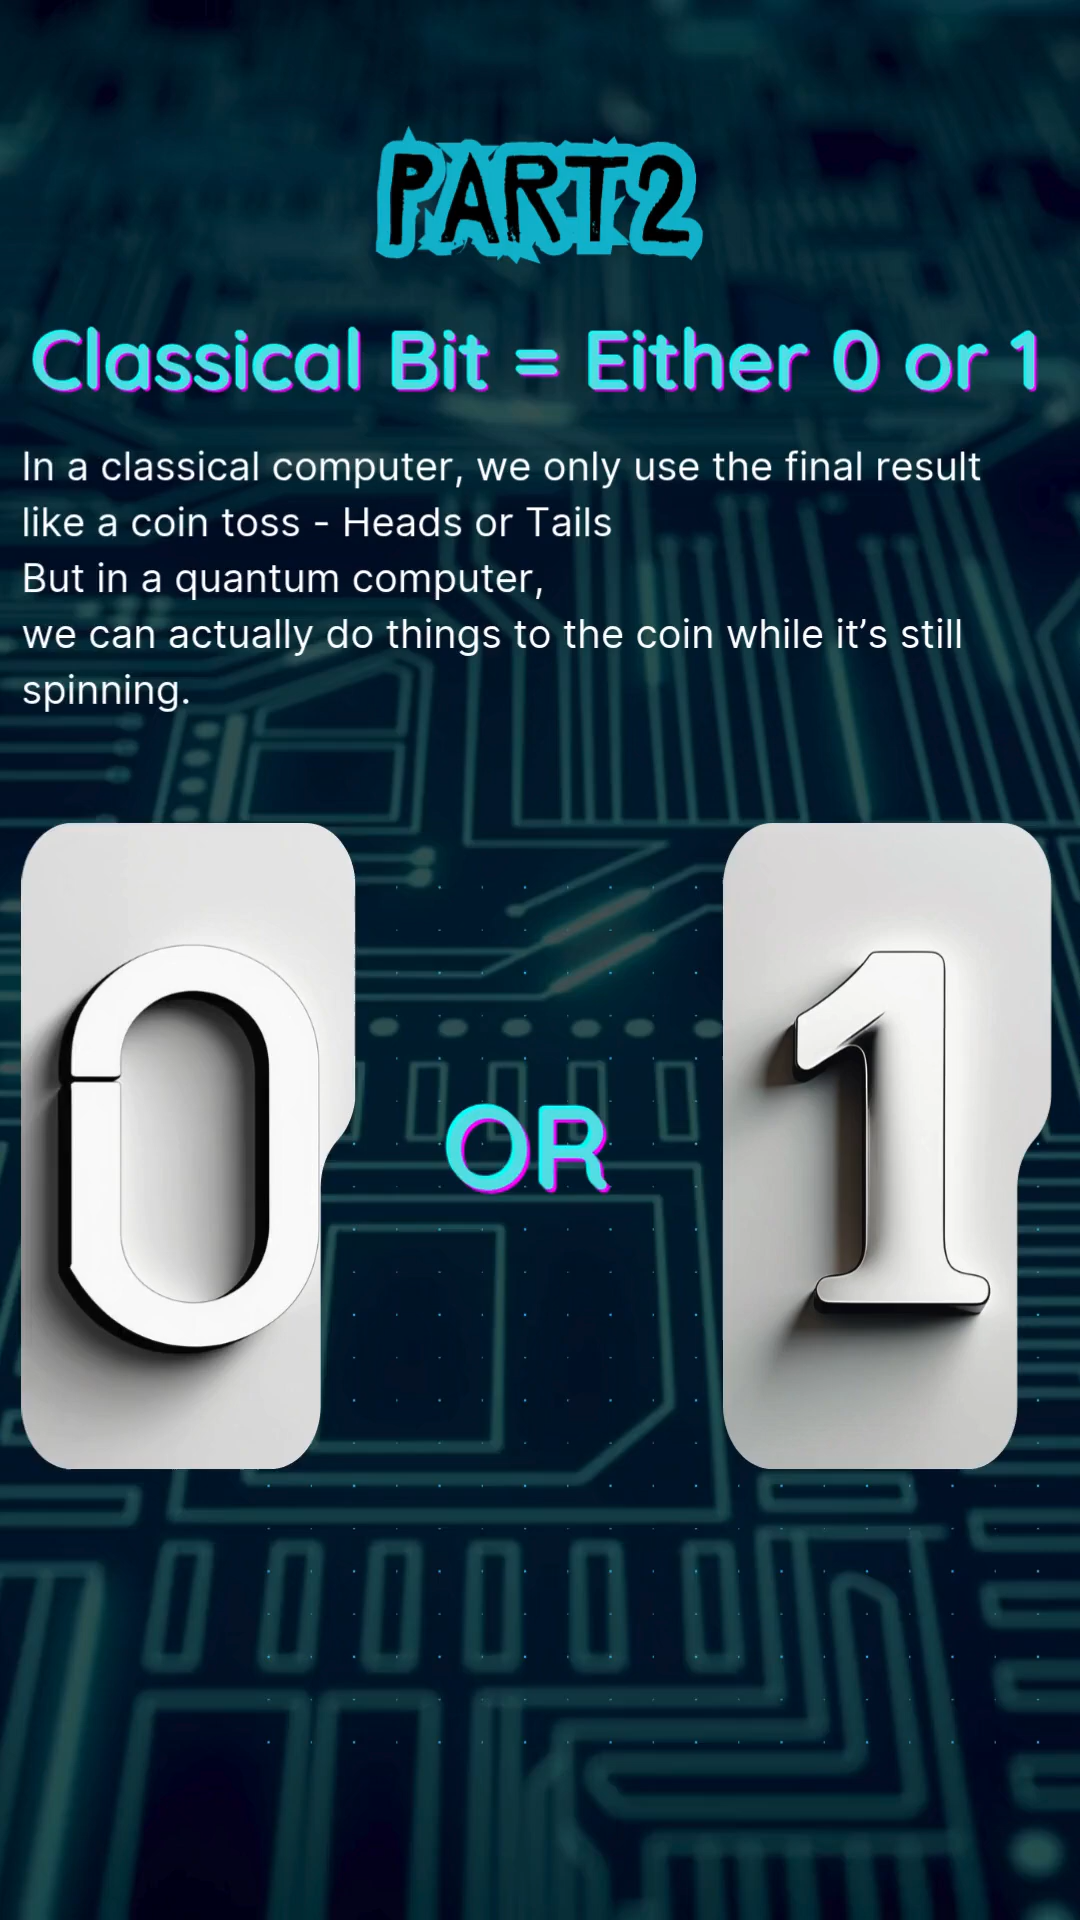 PART2
Classical Bit = Either 0 or 1
In a classical computer, we only use the final result
like a coin toss - Heads or Tails
But in a quantum computer,
we can actually do things to the coin while it’s still
spinning.
0
OR
1